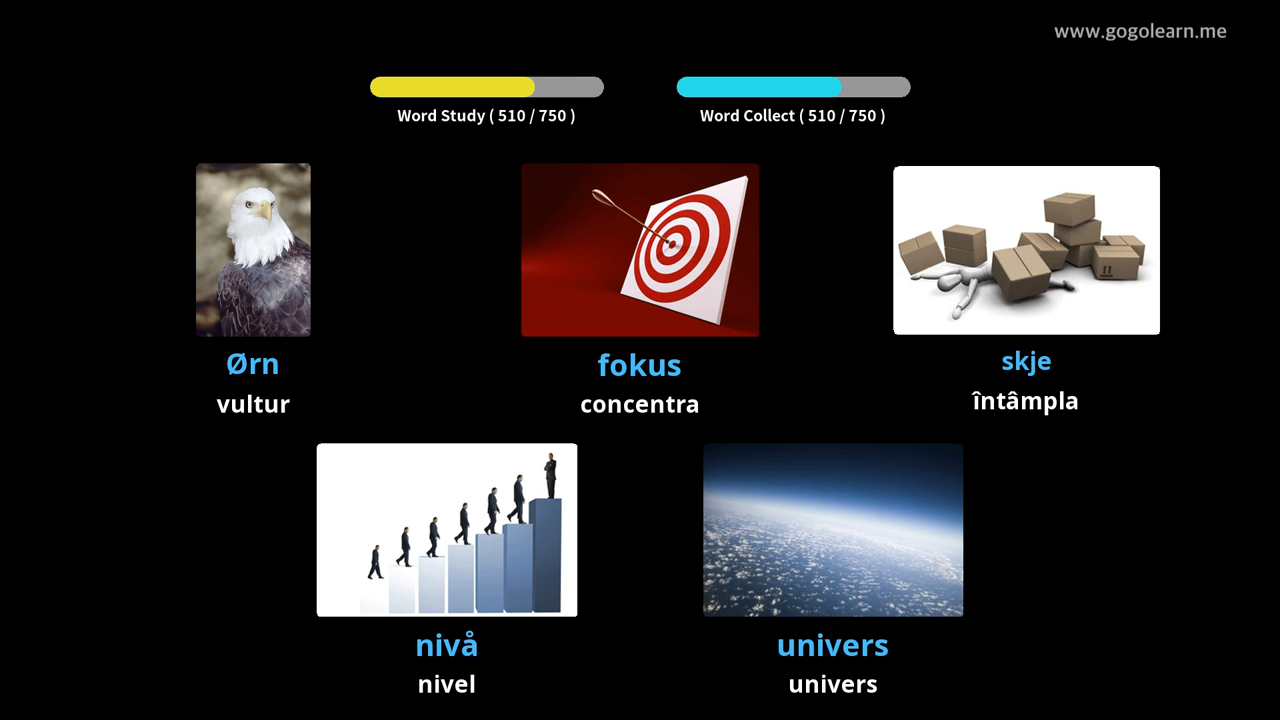 www.gogolearn.me
Word Study ( 510 / 750 )
Word Collect ( 510 / 750 )
Ørn
vultur
fokus
concentra
skje
întâmpla
nivå
nivel
univers
univers